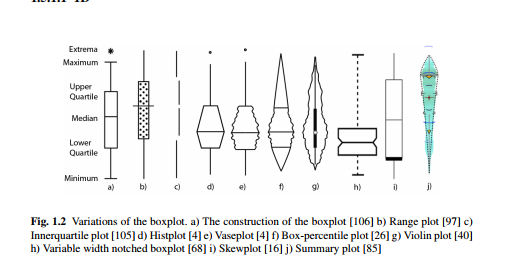 Extrema
Maximum
Upper
Quartile
Median
Lower
Quartile
Minimum
a) b) c) d) e) f) g) h) i) j)
Fig. 1.2 Variations of the boxplot. a) The construction of the boxplot [106] b) Range plot [97] c)
Innerquartile plot [105] d) Histplot [4] e) Vaseplot [4] f) Box-percentile plot [26] g) Violin plot [40]
h) Variable width notched boxplot [68] i) Skewplot [16] j) Summary plot [85]